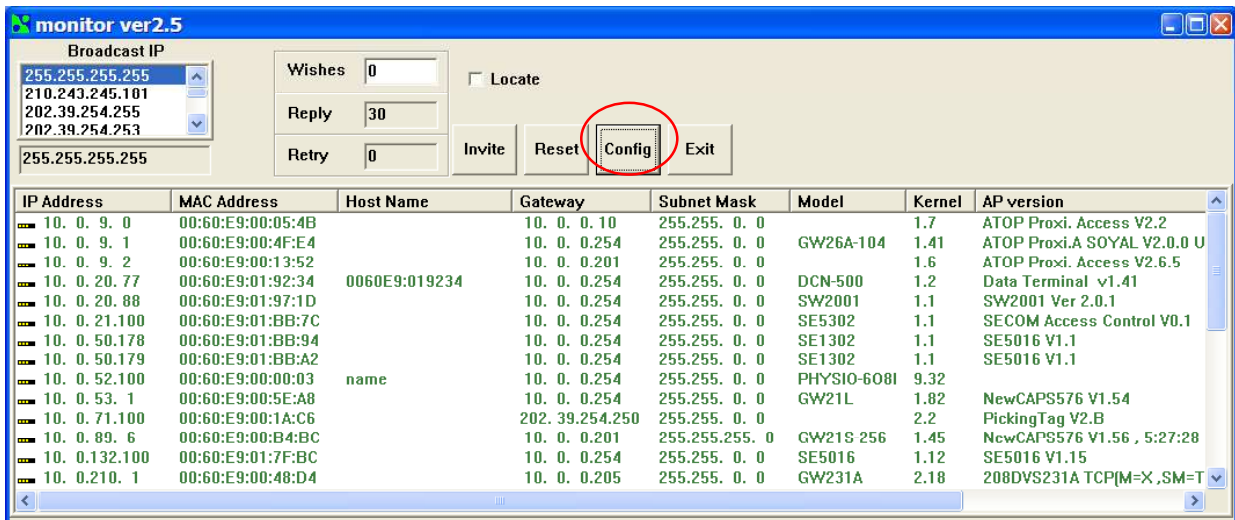 monitor ver2.5
Broadcast IP
255.255.255.255
210.243.245.101
202.39.254.255
202.39.254.253
255.255.255.255
Wishes 0
Reply 30
Retry 0
Locate
Invite Reset Config Exit
IP Address MAC Address Host Name Gateway Subnet Mask Model Kernel AP version
10. 0. 9. 0 00:60:E9:00:05:4B 10. 0. 0. 10 255.255. 0. 0 1.7 ATOP Proxi. Access V2.2
10. 0. 9. 1 00:60:E9:00:4F:E4 10. 0. 0.254 255.255. 0. 0 GW26A-104 1.41 ATOP Proxi.A SOYAL V2.0.0 U
10. 0. 9. 2 00:60:E9:00:13:52 10. 0. 0.201 255.255. 0. 0 1.6 ATOP Proxi. Access V2.6.5
10. 0. 20. 77 00:60:E9:01:92:34 0060E9:019234 10. 0. 0.254 255.255. 0. 0 DCN-500 1.2 Data Terminal v1.41
10. 0. 20. 88 00:60:E9:01:97:1D 10. 0. 0.254 255.255. 0. 0 SW2001 1.1 SW2001 Ver 2.0.1
10. 0. 21.100 00:60:E9:01:BB:7C 10. 0. 0.254 255.255. 0. 0 SE5302 1.1 SECOM Access Control V0.1
10. 0. 50.178 00:60:E9:01:BB:94 10. 0. 0.254 255.255. 0. 0 SE1302 1.1 SE5016 V1.1
10. 0. 50.179 00:60:E9:01:BB:A2 10. 0. 0.254 255.255. 0. 0 SE1302 1.1 SE5016 V1.1
10. 0. 52.100 00:60:E9:00:00:03 name 10. 0. 0.254 255.255. 0. 0 PHYSIO-608I 9.32
10. 0. 53. 1 00:60:E9:00:5E:A8 10. 0. 0.254 255.255. 0. 0 GW21L 1.82 NewCAPS576 V1.54
10. 0. 71.100 00:60:E9:00:1A:C6 202. 39.254.250 255.255. 0. 0 2.2 PickingTag V2.B
10. 0. 89. 6 00:60:E9:00:B4:BC 10. 0. 0.201 255.255.255. 0 GW21S-256 1.45 NewCAPS576 V1.56 , 5:27:28
10. 0.132.100 00:60:E9:01:7F:BC 10. 0. 0.254 255.255. 0. 0 SE5016 1.12 SE5016 V1.15
10. 0.210. 1 00:60:E9:00:48:D4 10. 0. 0.205 255.255. 0. 0 GW231A 2.18 208DVS231A TCP[M=X ,SM=T